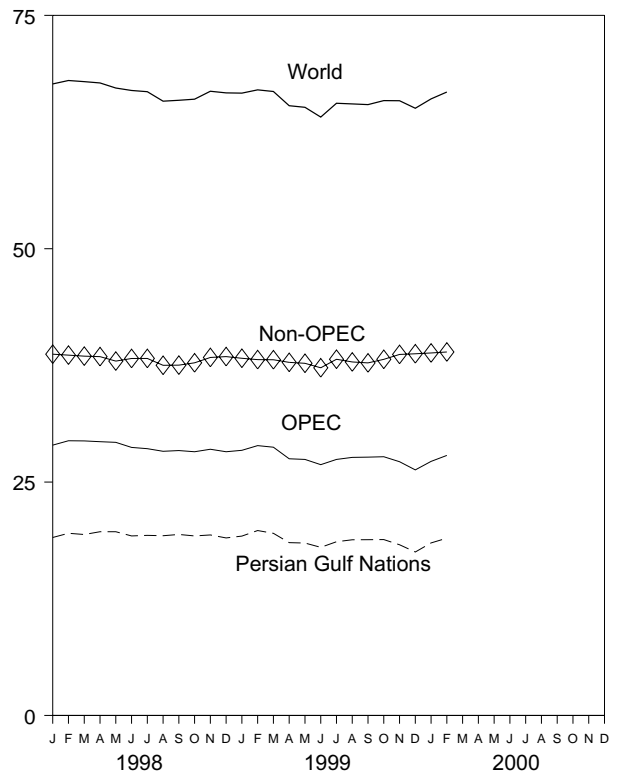 75
World
50
Non-OPEC
OPEC
25
Persian Gulf Nations
0
J F M A M J J A S O N D J F M A M J J A S O N D J F M A M J J A S O N D
1998 1999 2000